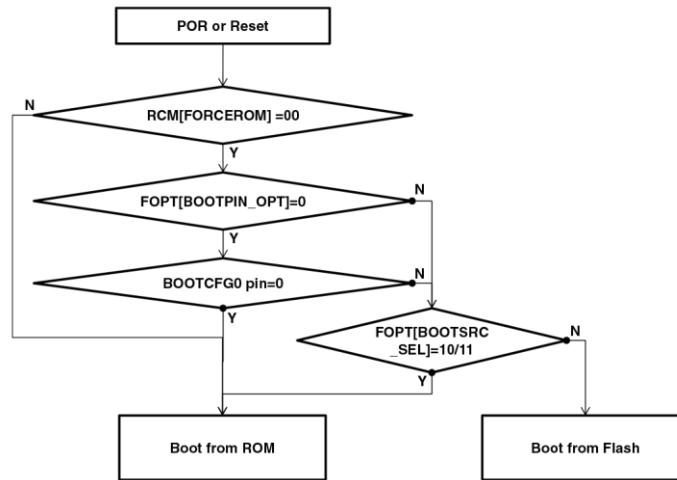 POR or Reset
N
RCM[FORCEROM] =00
Y
N
FOPT[BOOTPIN_OPT]=0
Y
N
BOOTCFG0 pin=0
Y
FOPT[BOOTSRC
_SEL]=10/11
N
Y
Boot from ROM
Boot from Flash